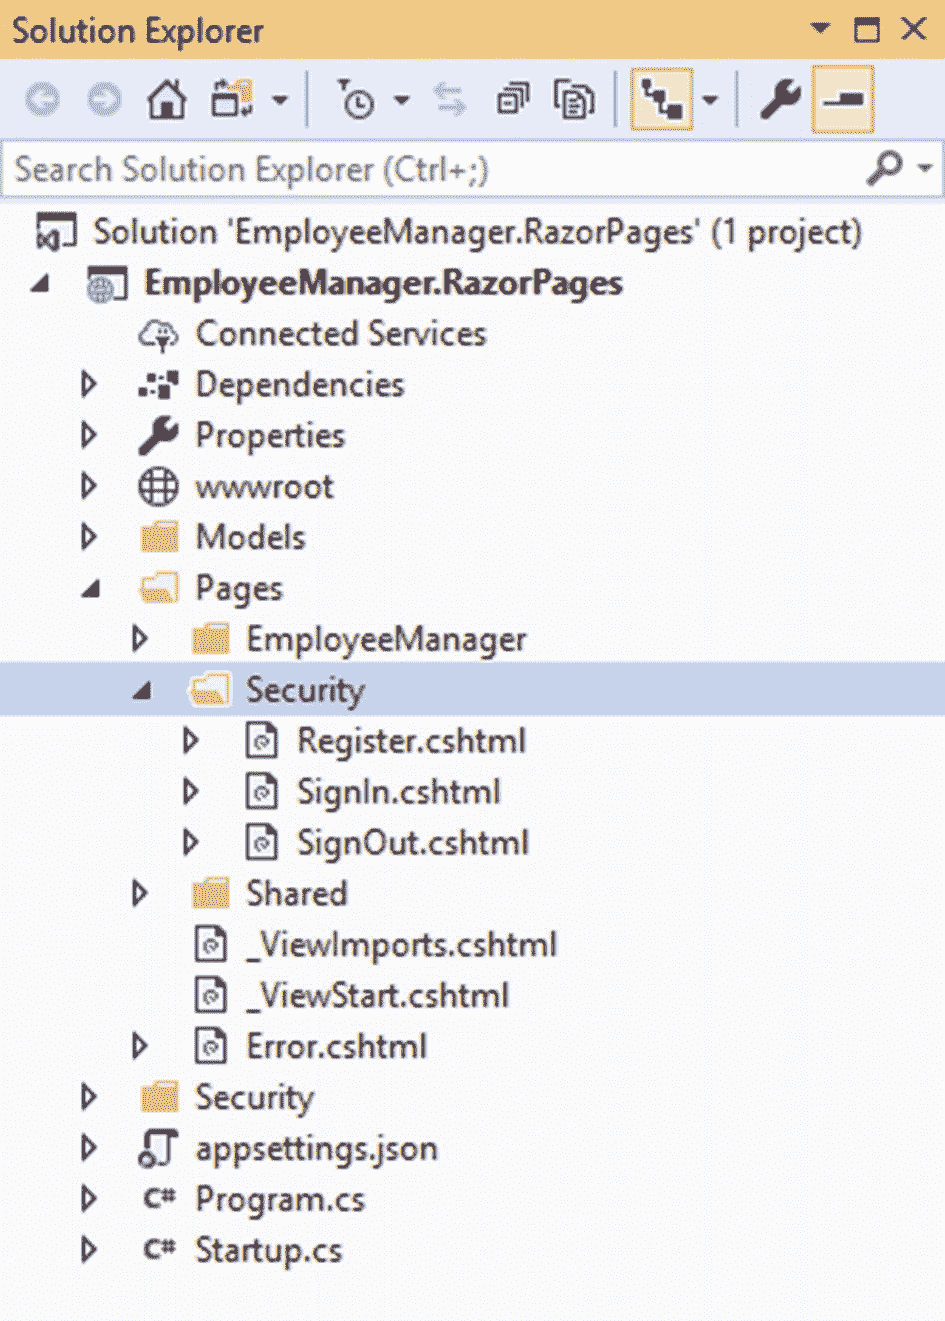 Solution Explorer
Search Solution Explorer (Ctrl+;)
Solution 'EmployeeManager.RazorPages' (1 project)
EmployeeManager.RazorPages
Connected Services
Dependencies
Properties
wwwroot
Models
Pages
EmployeeManager
Security
Register.cshtml
SignIn.cshtml
SignOut.cshtml
Shared
_ViewImports.cshtml
_ViewStart.cshtml
Error.cshtml
Security
appsettings.json
C# Program.cs
C# Startup.cs